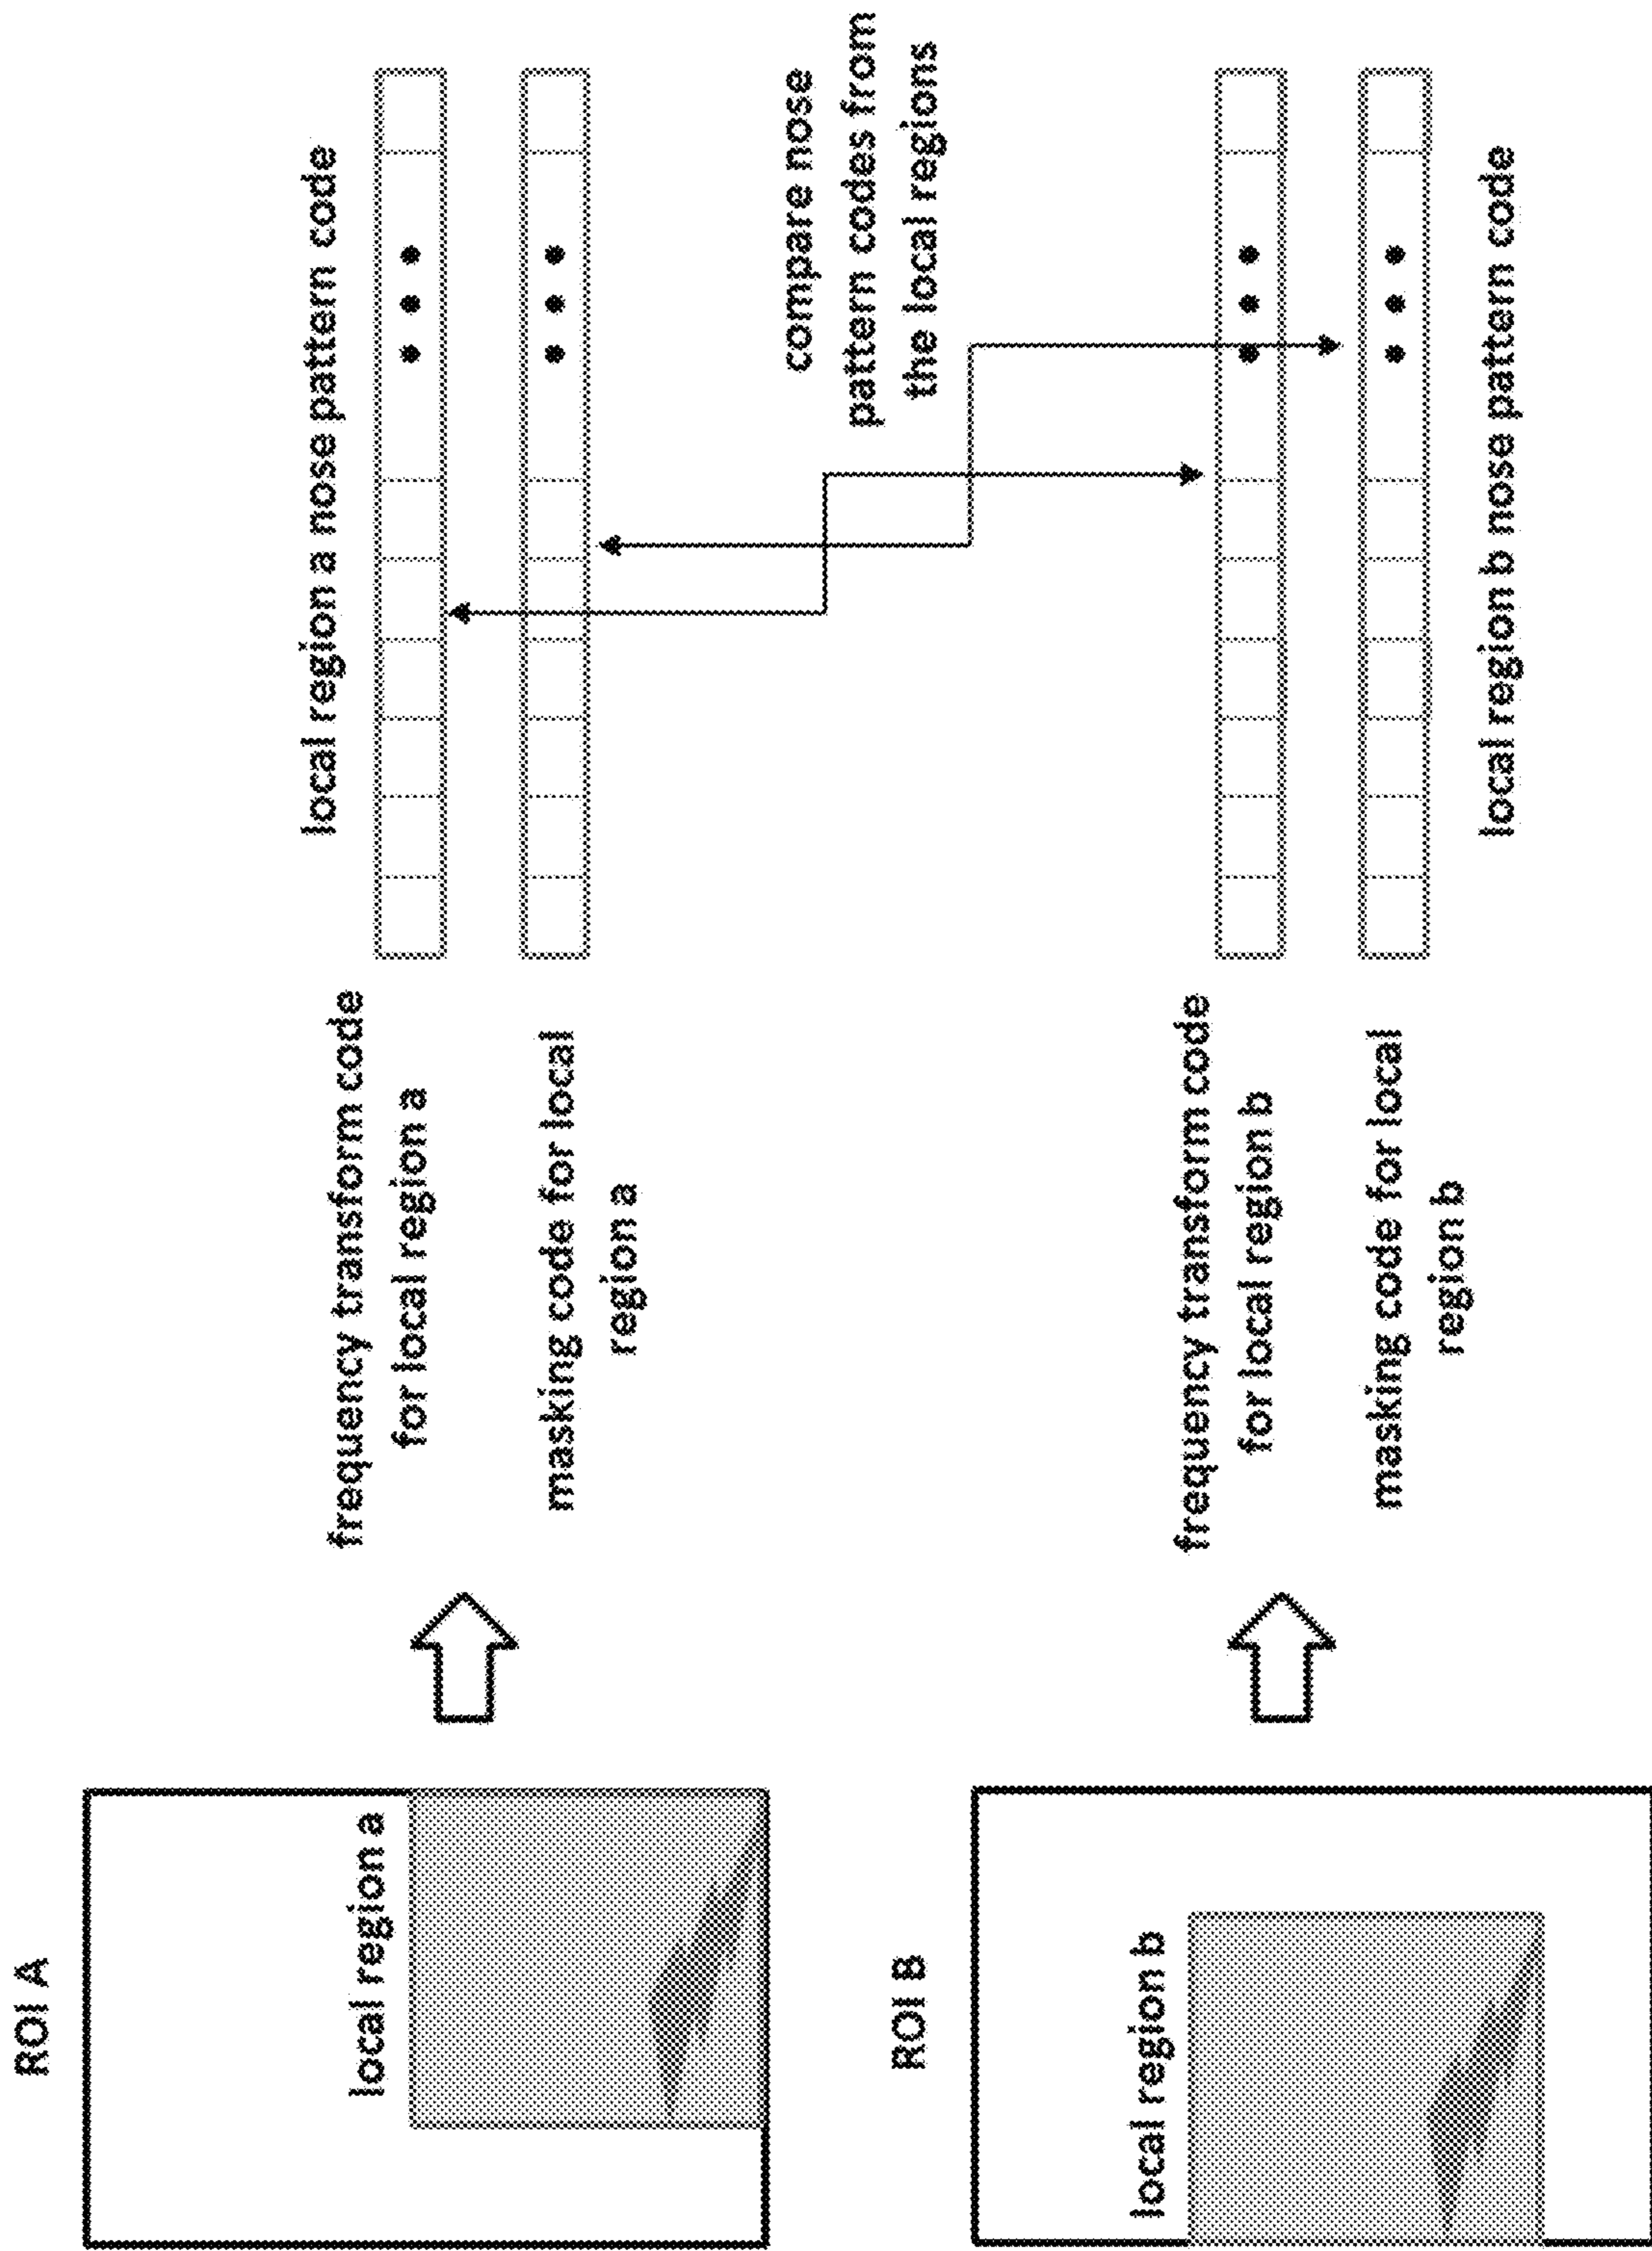 ROI A
local region a
frequency transform code
for local region a
masking code for local
region a
local region a nose pattern code
compare nose
pattern codes from
the local regions
ROI B
local region b
frequency transform code
for local region b
masking code for local
region b
local region b nose pattern code